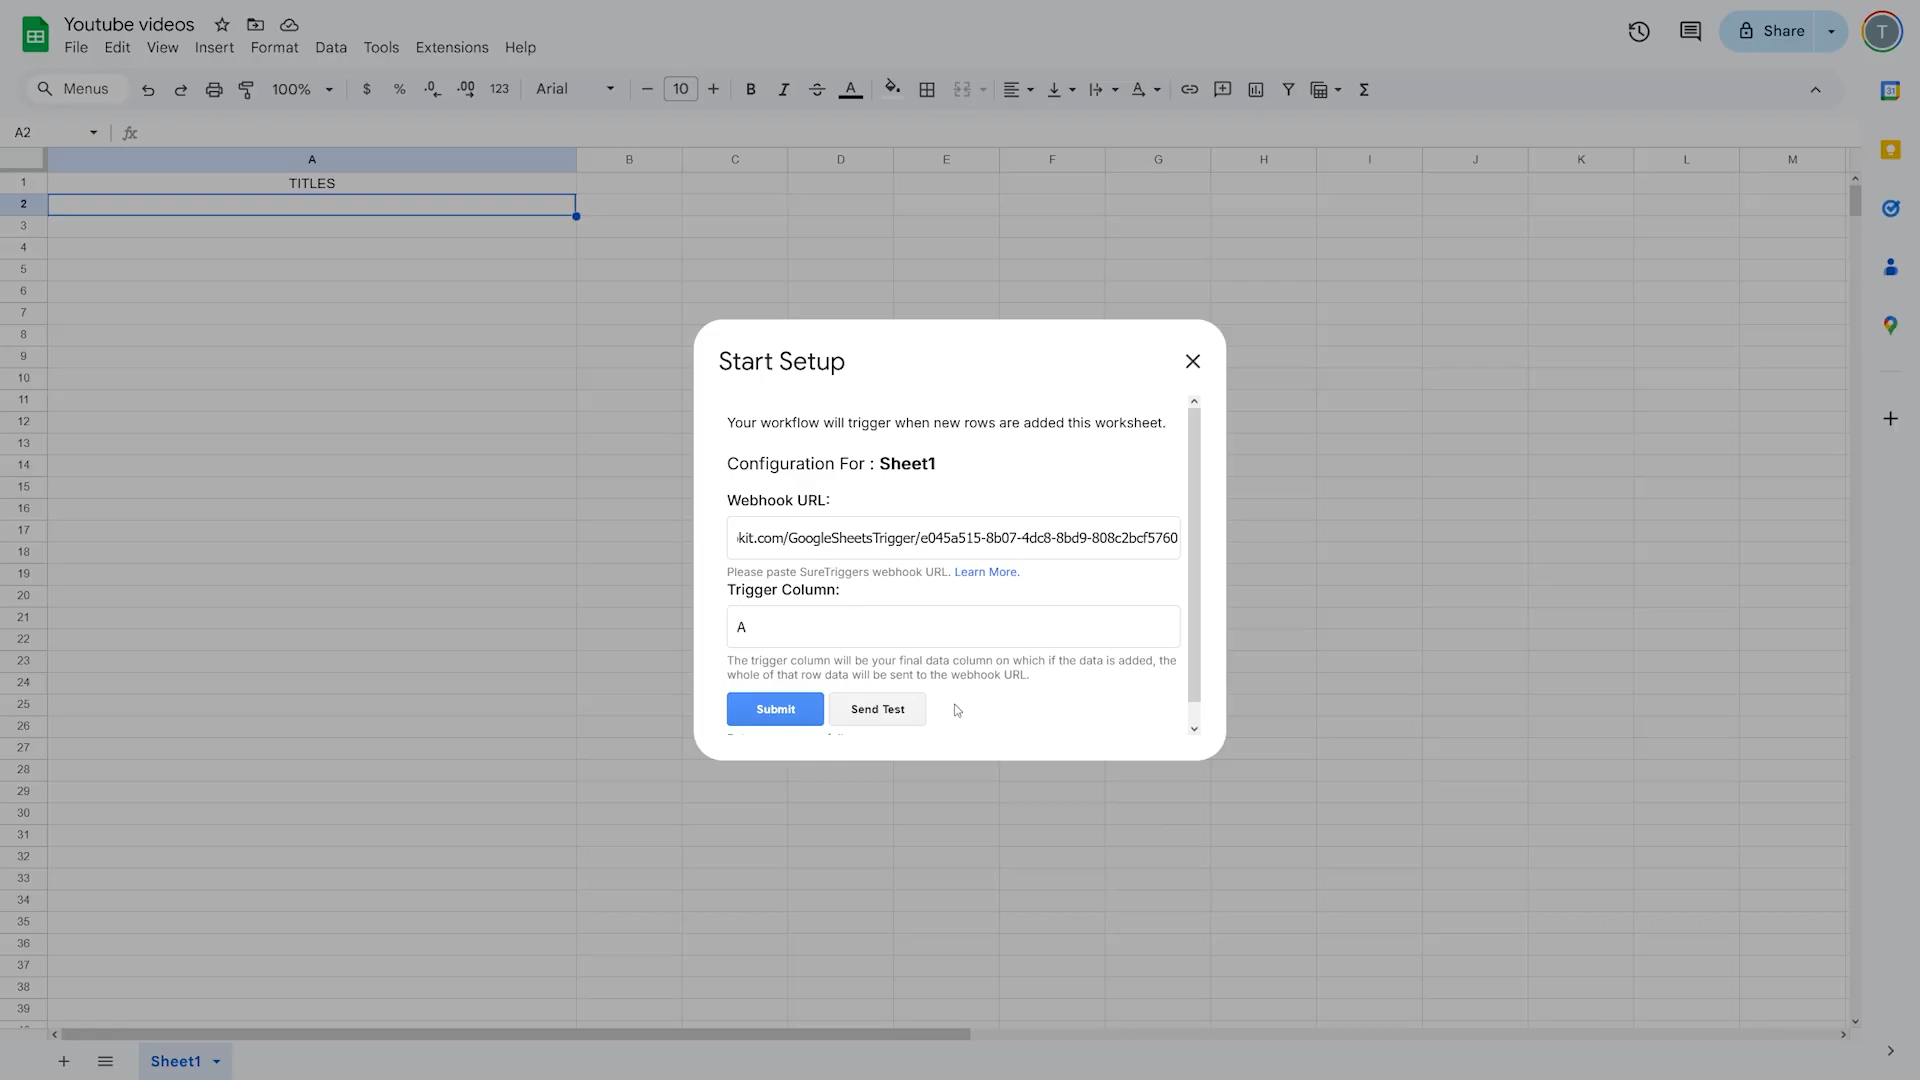 Youtube videos
File Edit View Insert Format Data Tools Extensions Help
Share
T
Menus 100% $ % .0 .00 123 Arial 10 B I A Σ
31
A2 fx
A B C D E F G H I J K L M
1 TITLES
2
3
4
5
6
7
8
9
10
11
12
13
14
15
16
17
18
19
20
21
22
23
24
25
26
27
28
29
30
31
32
33
34
35
36
37
38
39
Start Setup
Your workflow will trigger when new rows are added this worksheet.
Configuration For : Sheet1
Webhook URL:
kit.com/GoogleSheetsTrigger/e045a515-8b07-4dc8-8bd9-808c2bcf5760
Please paste SureTriggers webhook URL. Learn More.
Trigger Column:
A
The trigger column will be your final data column on which if the data is added, the
whole of that row data will be sent to the webhook URL.
Submit Send Test
Sheet1